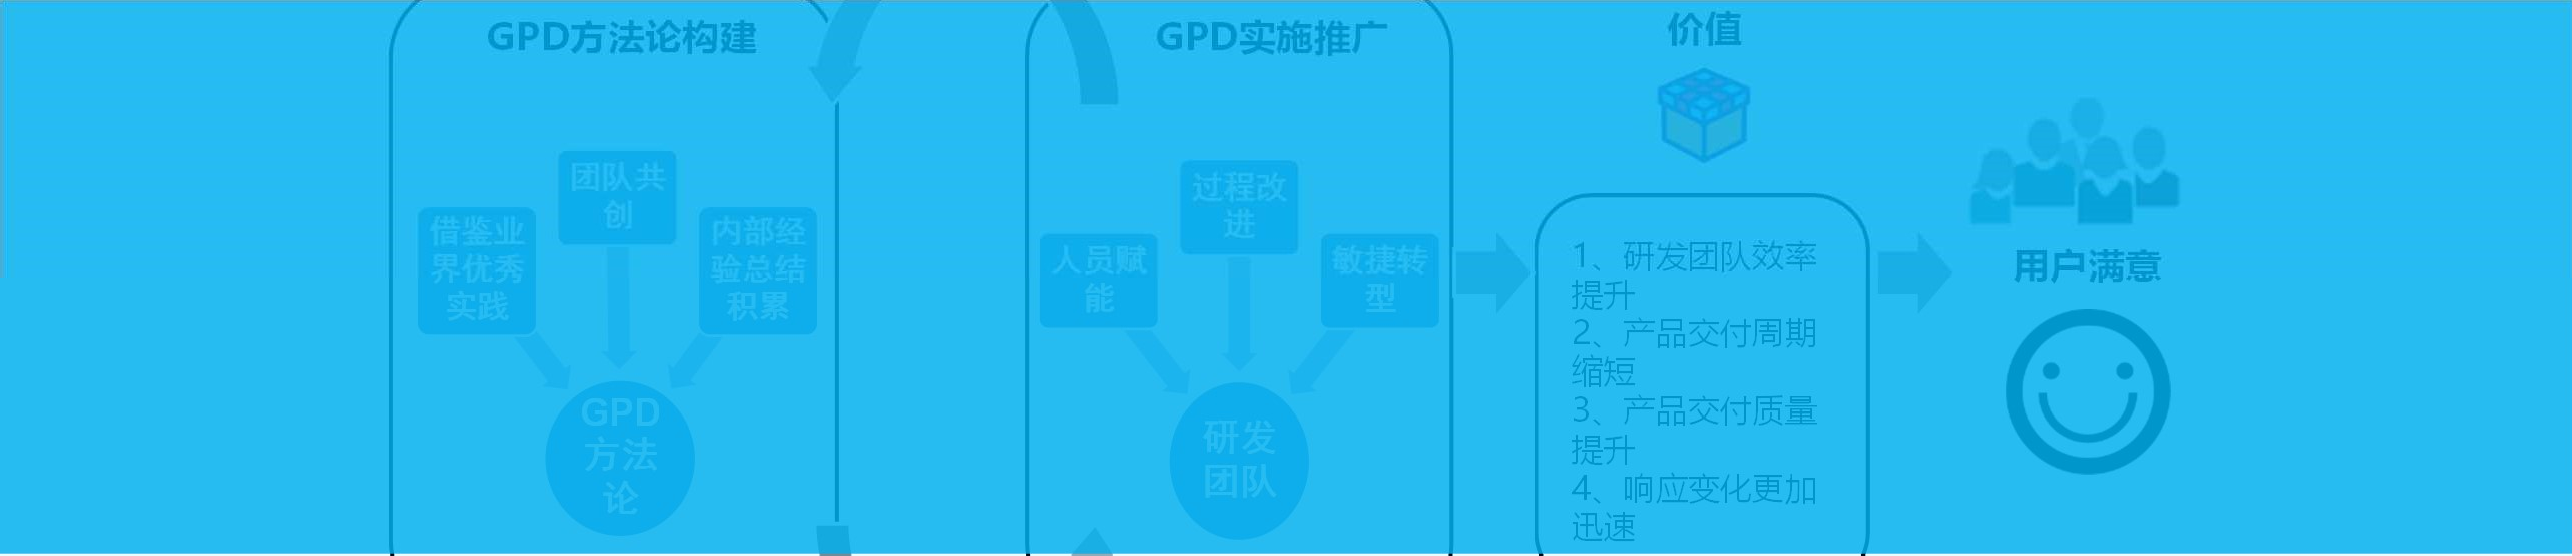 GPD方法论构建
团队共
创
借鉴业
界优秀
实践
内部经
验总结
积累
GPD
方法
论
GPD实施推广
过程改
进
人员赋
能
敏捷转
型
研发
团队
价值
1、研发团队效率
提升
2、产品交付周期
缩短
3、产品交付质量
提升
4、响应变化更加
迅速
用户满意